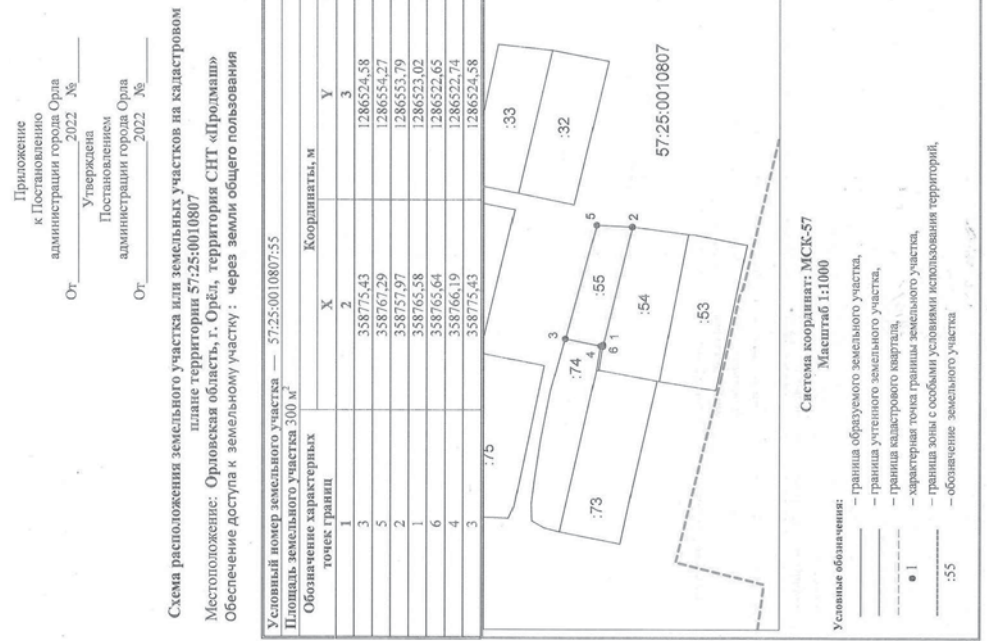 Приложение
к Постановлению
администрации города Орла
От 2022 №
Утверждена
Постановлением
администрации города Орла
От 2022 №
Схема расположения земельного участка или земельных участков на кадастровом
плане территории 57:25:0010807
Местоположение: Орловская область, г. Орёл, территория СНТ «Продмаш»
Обеспечение доступа к земельному участку : через земли общего пользования
Условный номер земельного участка — 57:25:0010807:55
Площадь земельного участка 300 м²
Обозначение характерных точек границ Координаты, м
X Y
1 2 3
3 358775,43 1286524,58
5 358767,29 1286554,27
2 358757,97 1286553,79
1 358765,58 1286523,02
6 358765,64 1286522,65
4 358766,19 1286522,74
3 358775,43 1286524,58
:75
:33
:32
:73
:74
:55
:54
:53
3
5
4
6
1
2
57:25:0010807
Система координат: МСК-57
Масштаб 1:1000
Условные обозначения:
– граница образуемого земельного участка,
– граница учтенного земельного участка,
– граница кадастрового квартала,
1 – характерная точка границы земельного участка,
– граница зоны с особыми условиями использования территорий,
:55 – обозначение земельного участка